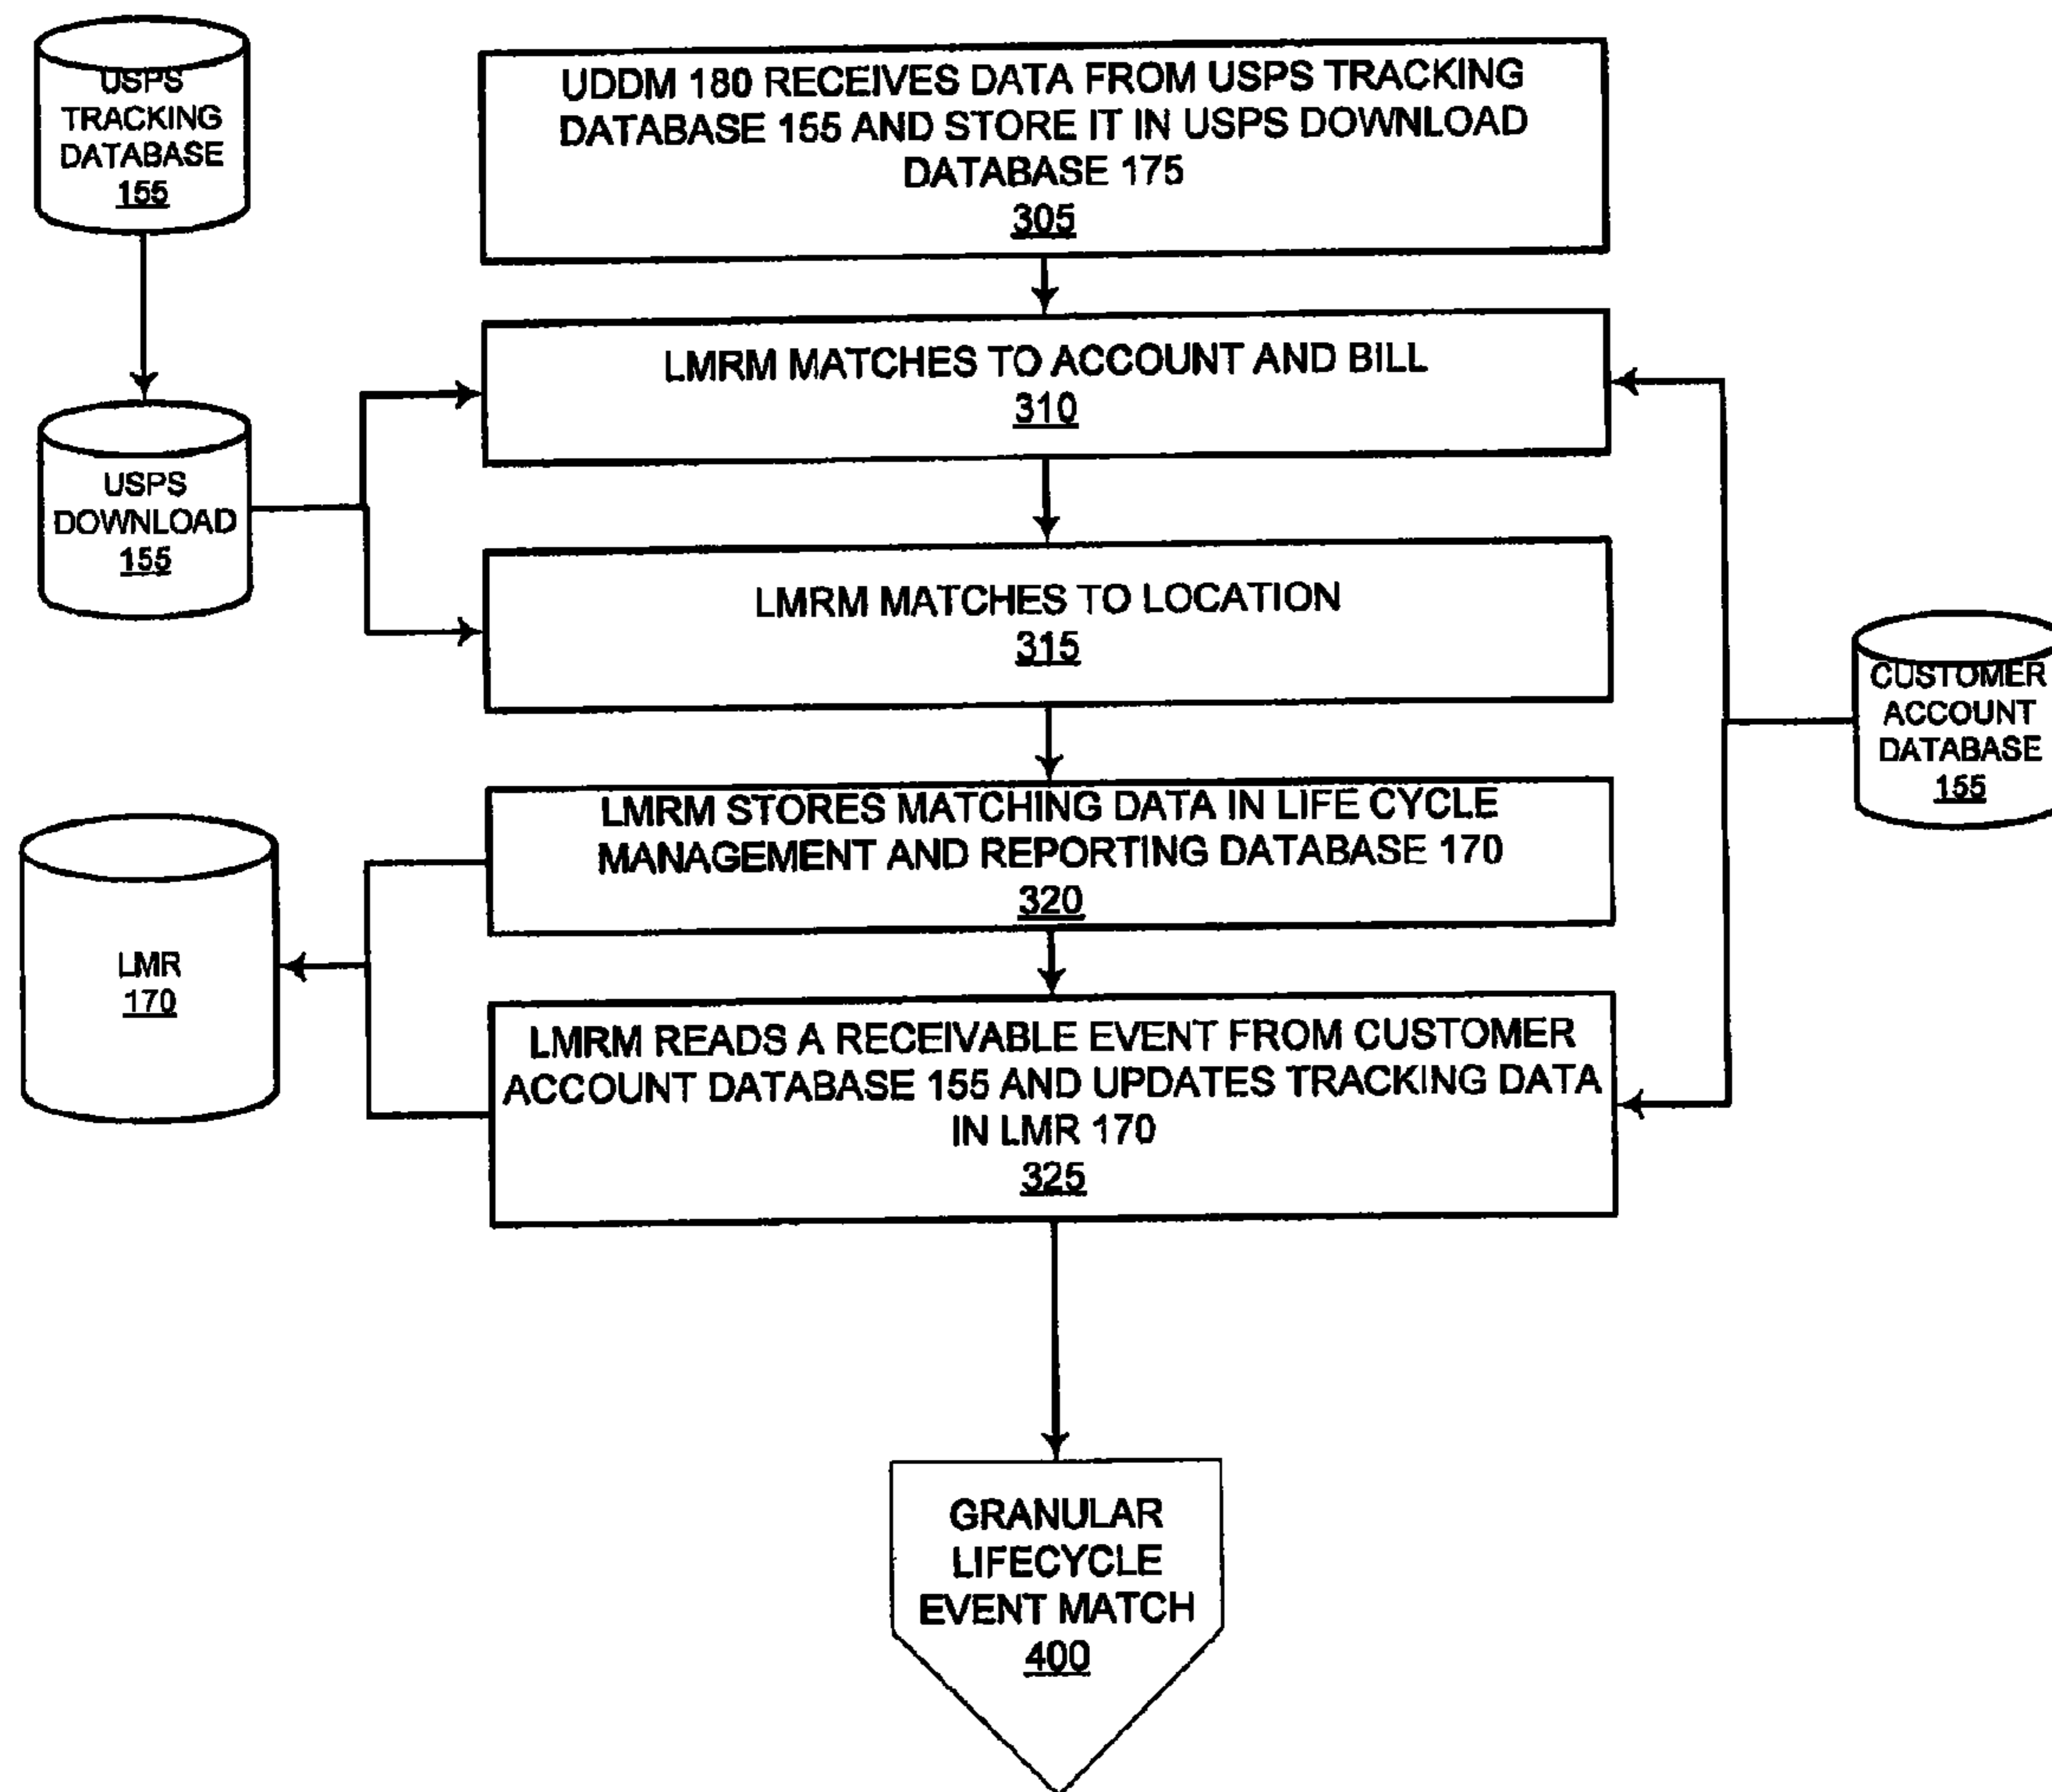 USPS
TRACKING
DATABASE
155
UDDM 180 RECEIVES DATA FROM USPS TRACKING
DATABASE 155 AND STORE IT IN USPS DOWNLOAD
DATABASE 175
305
LMRM MATCHES TO ACCOUNT AND BILL
310
USPS
DOWNLOAD
155
LMRM MATCHES TO LOCATION
315
CUSTOMER
ACCOUNT
DATABASE
155
LMRM STORES MATCHING DATA IN LIFE CYCLE
MANAGEMENT AND REPORTING DATABASE 170
320
LMR
170
LMRM READS A RECEIVABLE EVENT FROM CUSTOMER
ACCOUNT DATABASE 155 AND UPDATES TRACKING DATA
IN LMR 170
325
GRANULAR
LIFECYCLE
EVENT MATCH
400